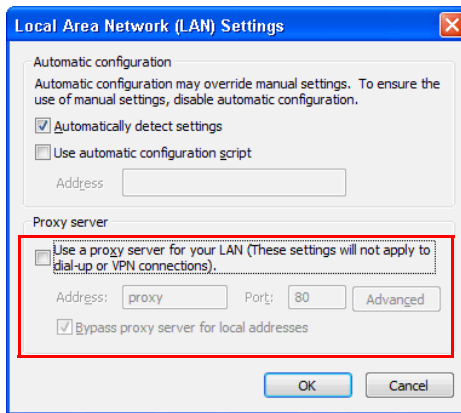 Local Area Network (LAN) Settings
Automatic configuration
Automatic configuration may override manual settings. To ensure the
use of manual settings, disable automatic configuration.
Automatically detect settings
Use automatic configuration script
Address
Proxy server
Use a proxy server for your LAN (These settings will not apply to
dial-up or VPN connections).
Address: proxy Port: 80 Advanced
Bypass proxy server for local addresses
OK Cancel